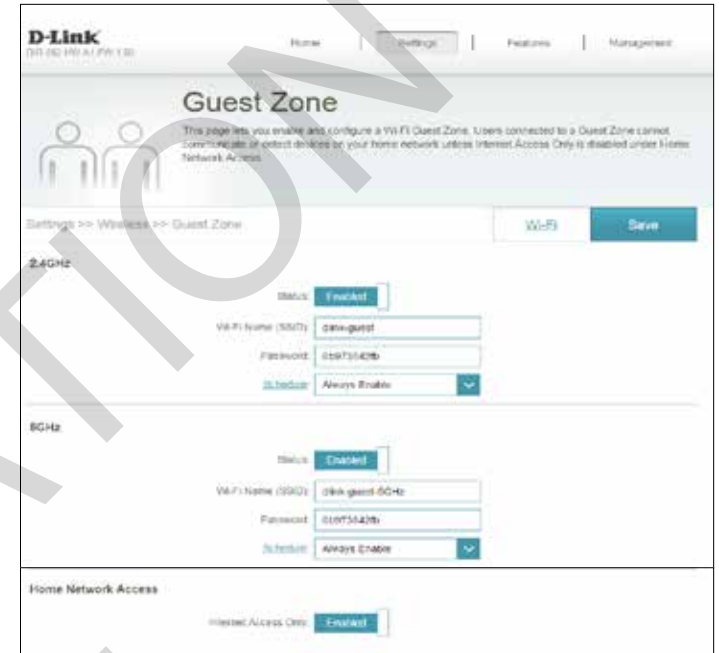 D-Link
Home | Settings | Features | Management
Guest Zone
This page lets you enable and configure a Wi-Fi Guest Zone. Users connected to a Guest Zone cannot
communicate or detect devices on your home network unless Internet Access Only is disabled under Home
Network Access.
Settings >> Wireless >> Guest Zone
Wi-Fi
Save
2.4GHz
Status: Enabled
Wi-Fi Name (SSID): dlink-guest
Password:
Schedule: Always Enable
5GHz
Status: Enabled
Wi-Fi Name (SSID): dlink-guest-5GHz
Password:
Schedule: Always Enable
Home Network Access
Internet Access Only: Enabled